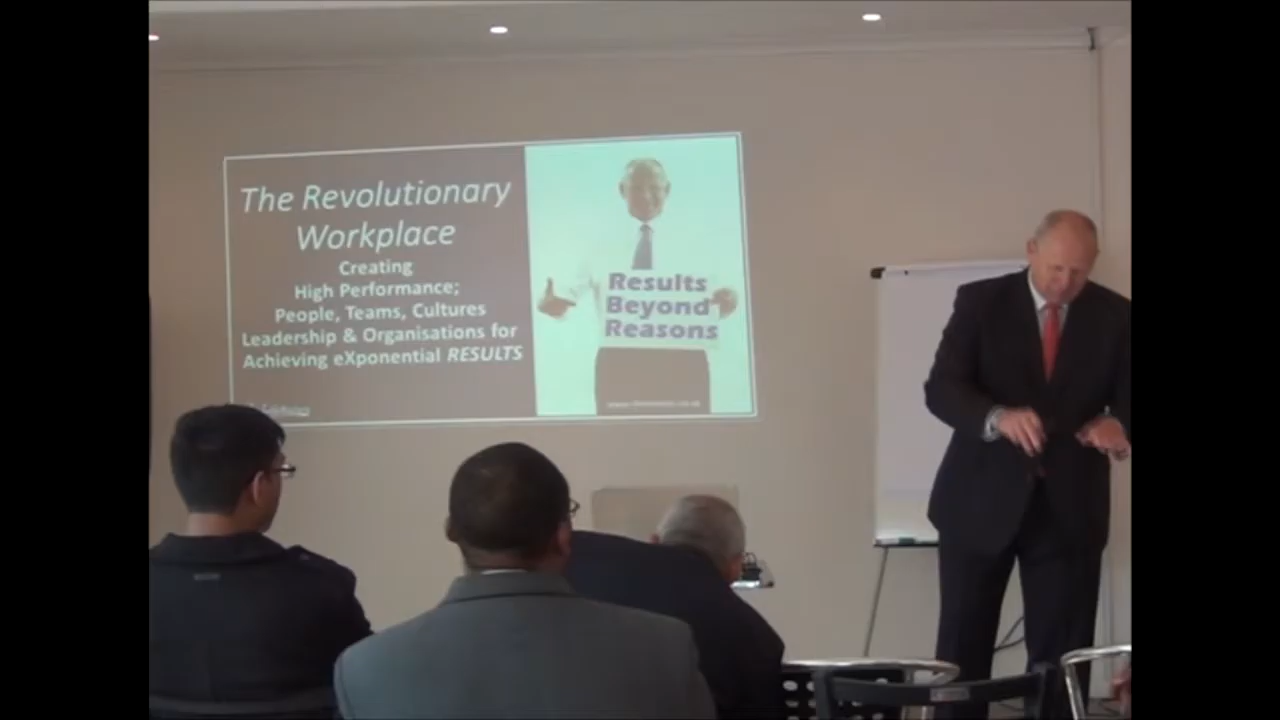 The Revolutionary
Workplace
Creating
High Performance;
People, Teams, Cultures
Leadership & Organisations for
Achieving eXponential RESULTS
Results
Beyond
Reasons